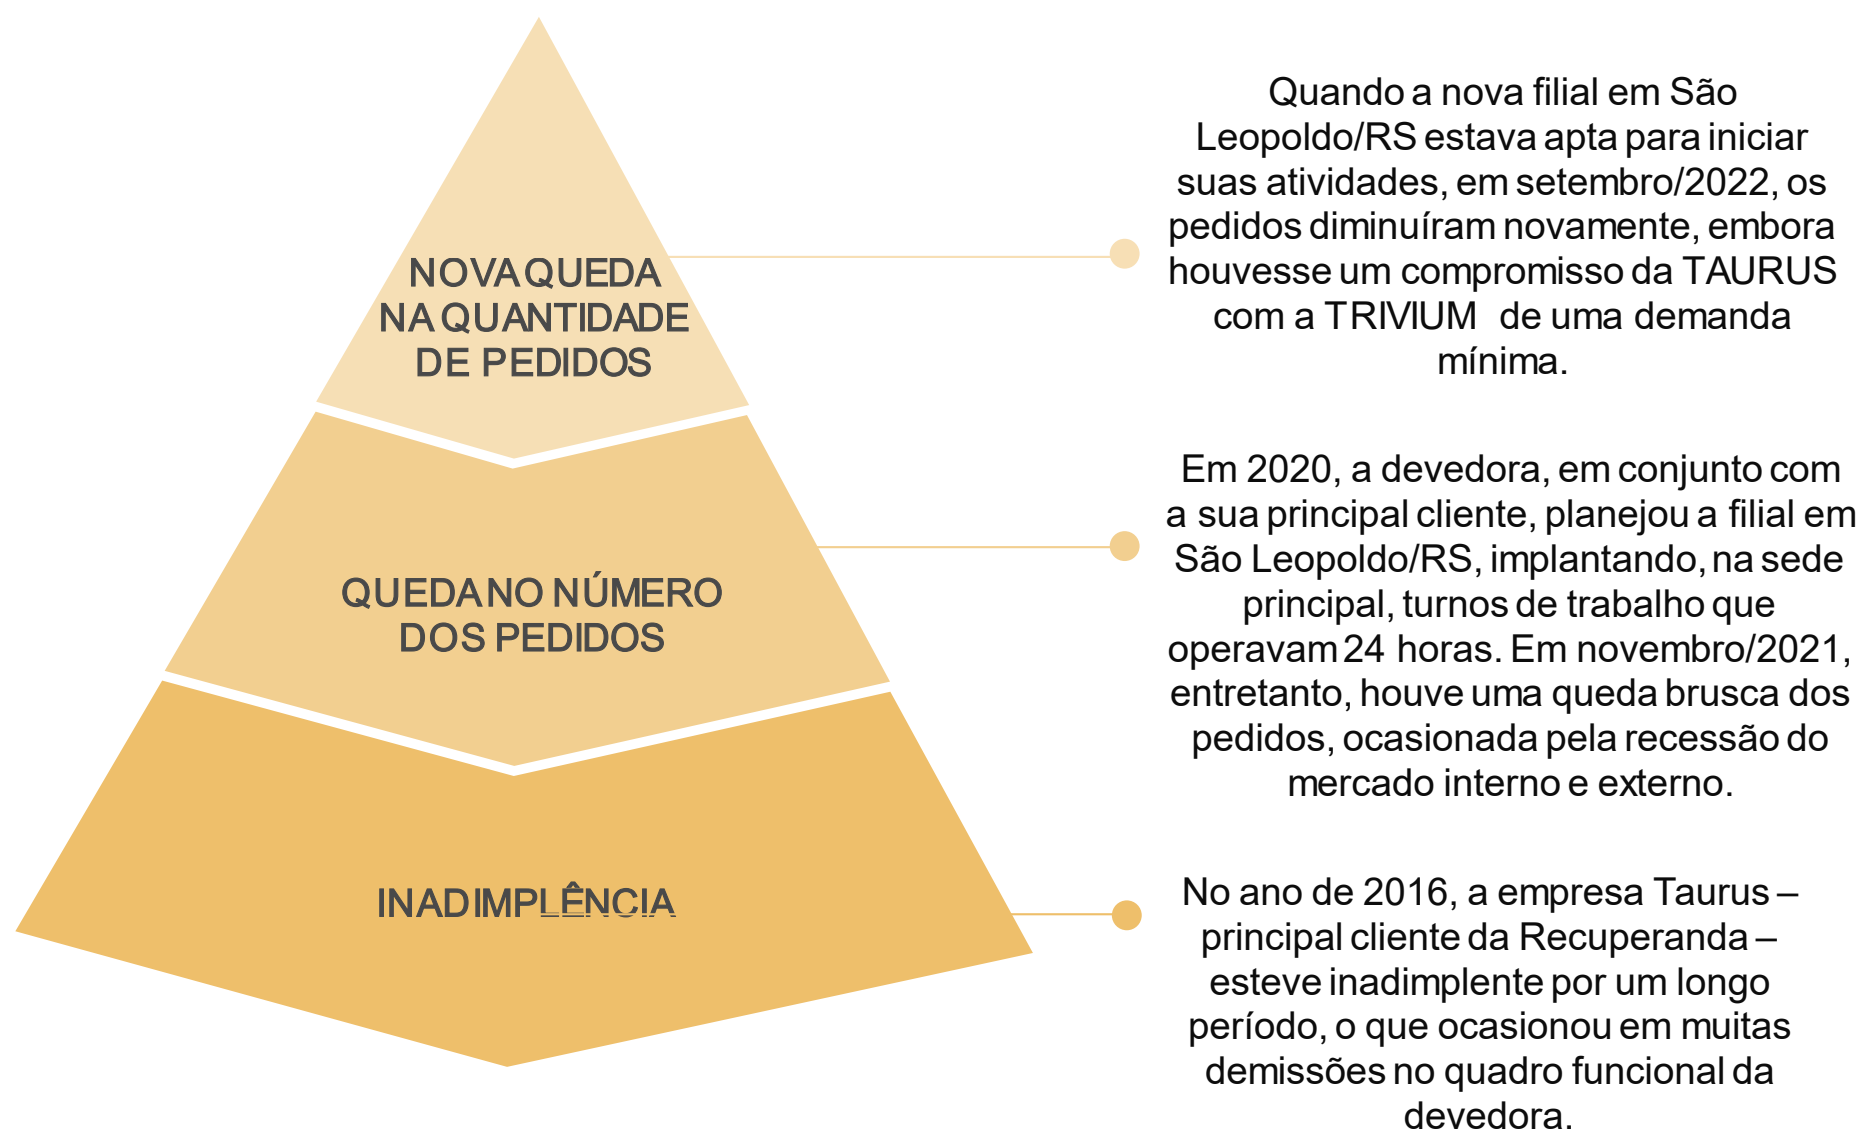 NOVA QUEDA
NA QUANTIDADE
DE PEDIDOS
Quando a nova filial em São
Leopoldo/RS estava apta para iniciar
suas atividades, em setembro/2022, os
pedidos diminuíram novamente, embora
houvesse um compromisso da TAURUS
com a TRIVIUM de uma demanda
mínima.
QUEDA NO NÚMERO
DOS PEDIDOS
Em 2020, a devedora, em conjunto com
a sua principal cliente, planejou a filial em
São Leopoldo/RS, implantando, na sede
principal, turnos de trabalho que
operavam 24 horas. Em novembro/2021,
entretanto, houve uma queda brusca dos
pedidos, ocasionada pela recessão do
mercado interno e externo.
INADIMPLÊNCIA
No ano de 2016, a empresa Taurus –
principal cliente da Recuperanda –
esteve inadimplente por um longo
período, o que ocasionou em muitas
demissões no quadro funcional da
devedora.